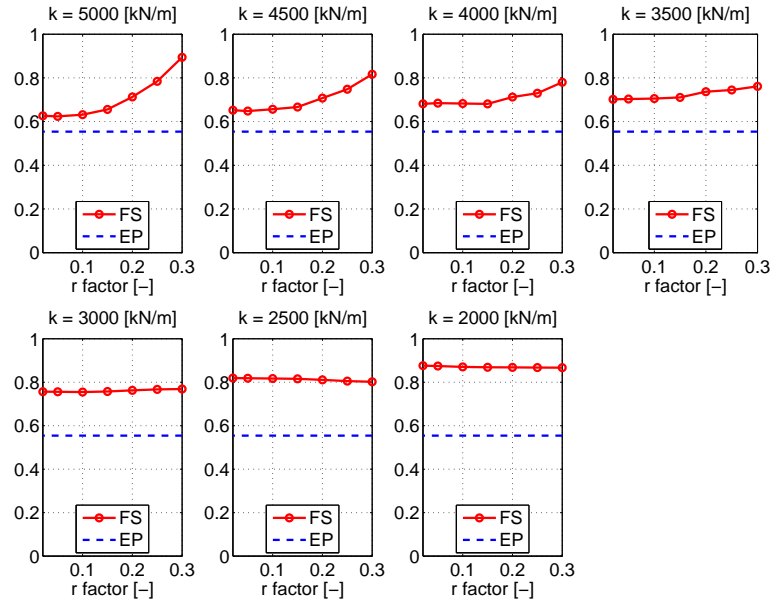 k = 5000 [kN/m]
1
0.8
0.6
0.4
0.2
0
FS
EP
0.1
0.2
0.3
r factor [−]
k = 4500 [kN/m]
1
0.8
0.6
0.4
0.2
0
FS
EP
0.1
0.2
0.3
r factor [−]
k = 4000 [kN/m]
1
0.8
0.6
0.4
0.2
0
FS
EP
0.1
0.2
0.3
r factor [−]
k = 3500 [kN/m]
1
0.8
0.6
0.4
0.2
0
FS
EP
0.1
0.2
0.3
r factor [−]
k = 3000 [kN/m]
1
0.8
0.6
0.4
0.2
0
FS
EP
0.1
0.2
0.3
r factor [−]
k = 2500 [kN/m]
1
0.8
0.6
0.4
0.2
0
FS
EP
0.1
0.2
0.3
r factor [−]
k = 2000 [kN/m]
1
0.8
0.6
0.4
0.2
0
FS
EP
0.1
0.2
0.3
r factor [−]